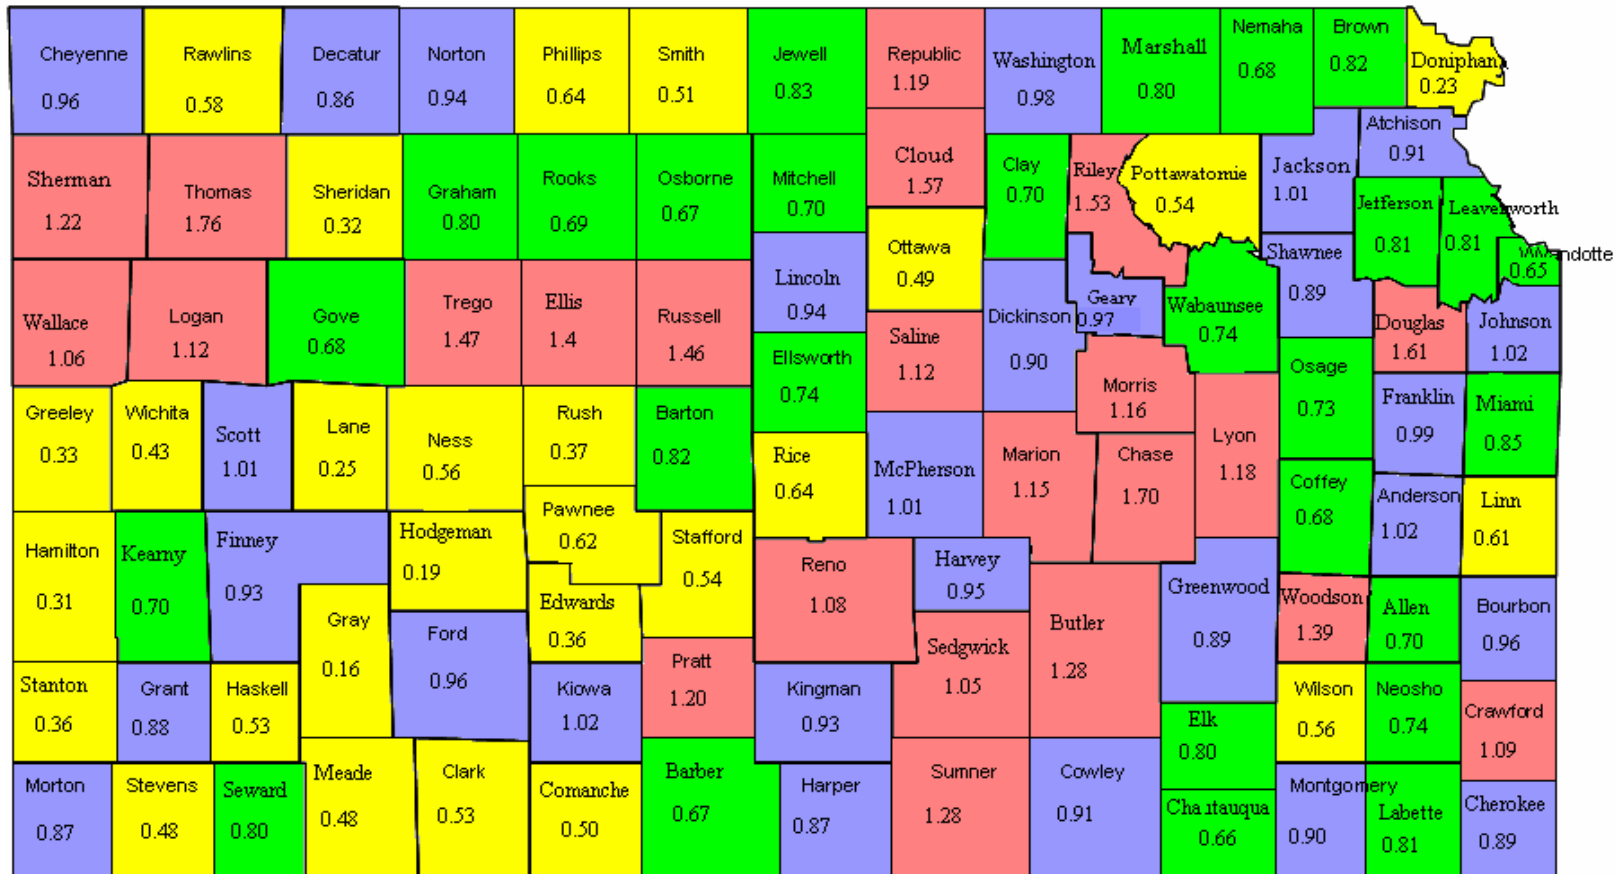 Cheyenne
0.96
Rawlins
0.58
Decatur
0.86
Norton
0.94
Phillips
0.64
Smith
0.51
Jewell
0.83
Republic
1.19
Washington
0.98
Marshall
0.80
Nemaha
0.68
Brown
0.82
Doniphan
0.23
Atchison
0.91
Sherman
1.22
Thomas
1.76
Sheridan
0.32
Graham
0.80
Rooks
0.69
Osborne
0.67
Mitchell
0.70
Cloud
1.57
Clay
0.70
Riley
1.53
Pottawatomie
0.54
Jackson
1.01
Jefferson
0.81
Leavenworth
0.81
Wyandotte
0.65
Wallace
1.06
Logan
1.12
Gove
0.68
Trego
1.47
Ellis
1.4
Russell
1.46
Lincoln
0.94
Ottawa
0.49
Dickinson
0.90
Geary
0.97
Wabaunsee
0.74
Shawnee
0.89
Douglas
1.61
Johnson
1.02
Ellsworth
0.74
Saline
1.12
Morris
1.16
Osage
0.73
Franklin
0.99
Miami
0.85
Greeley
0.33
Wichita
0.43
Scott
1.01
Lane
0.25
Ness
0.56
Rush
0.37
Barton
0.82
Rice
0.64
McPherson
1.01
Marion
1.15
Chase
1.70
Lyon
1.18
Coffey
0.68
Anderson
1.02
Linn
0.61
Hamilton
0.31
Kearny
0.70
Finney
0.93
Hodgeman
0.19
Pawnee
0.62
Stafford
0.54
Reno
1.08
Harvey
0.95
Greenwood
0.89
Woodson
1.39
Allen
0.70
Bourbon
0.96
Gray
0.16
Ford
0.96
Edwards
0.36
Pratt
1.20
Sedgwick
1.05
Butler
1.28
Stanton
0.36
Grant
0.88
Haskell
0.53
Kiowa
1.02
Kingman
0.93
Elk
0.80
Wilson
0.56
Neosho
0.74
Crawford
1.09
Morton
0.87
Stevens
0.48
Seward
0.80
Meade
0.48
Clark
0.53
Comanche
0.50
Barber
0.67
Harper
0.87
Sumner
1.28
Cowley
0.91
Chautauqua
0.66
Montgomery
0.90
Labette
0.81
Cherokee
0.89